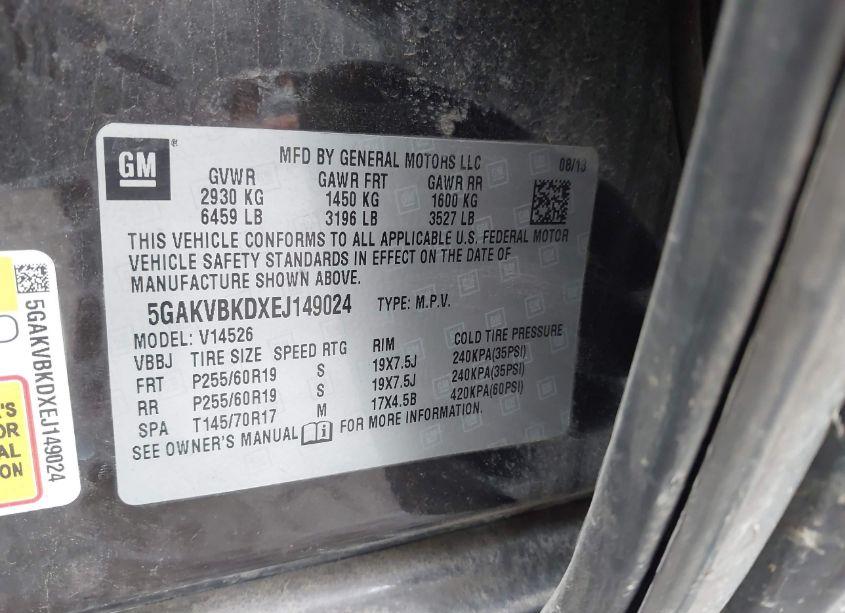 GM
MFD BY GENERAL MOTORS LLC
08/13
GVWR GAWR FRT GAWR RR
2930 KG 1450 KG 1600 KG
6459 LB 3196 LB 3527 LB
THIS VEHICLE CONFORMS TO ALL APPLICABLE U.S. FEDERAL MOTOR
VEHICLE SAFETY STANDARDS IN EFFECT ON THE DATE OF
MANUFACTURE SHOWN ABOVE.
5GAKVBKDXEJ149024 TYPE: M.P.V.
MODEL: V14526
VBBJ TIRE SIZE SPEED RTG RIM COLD TIRE PRESSURE
FRT P255/60R19 S 19X7.5J 240KPA(35PSI)
RR P255/60R19 S 19X7.5J 240KPA(35PSI)
SPA T145/70R17 M 17X4.5B 420KPA(60PSI)
SEE OWNER'S MANUAL FOR MORE INFORMATION.
5GAKVBKDXEJ149024
'S
OR
AL
ON